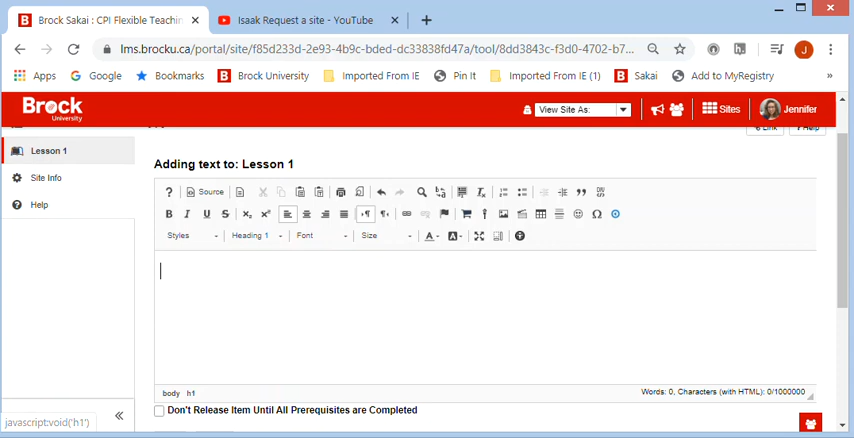 Brock Sakai : CPI Flexible Teachin
Isaak Request a site - YouTube
lms.brocku.ca/portal/site/f85d233d-2e93-4b9c-bded-dc33838fd47a/tool/8dd3843c-f3d0-4702-b7...
J
Apps
Google
Bookmarks
Brock University
Imported From IE
Pin It
Imported From IE (1)
Sakai
Add to MyRegistry
»
Brock
University
View Site As:
Sites
Jennifer
Lesson 1
Link
? Help
Site Info
Help
Adding text to: Lesson 1
Source
B I U S
Styles
Heading 1
Font
Size
body h1
Words: 0, Characters (with HTML): 0/1000000
Don't Release Item Until All Prerequisites are Completed
javascript:void('h1')